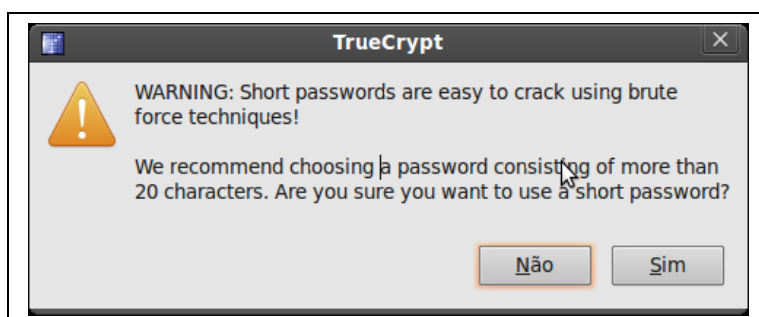 TrueCrypt
WARNING: Short passwords are easy to crack using brute
force techniques!
We recommend choosing a password consisting of more than
20 characters. Are you sure you want to use a short password?
Não
Sim